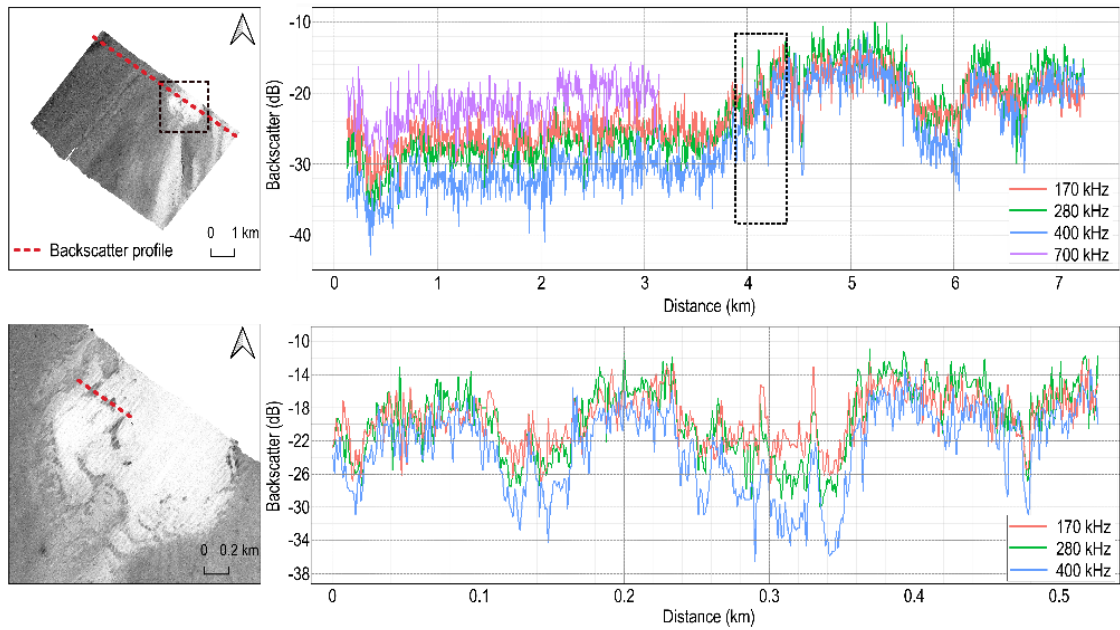 Backscatter profile
0 1 km
Backscatter (dB)
-10
-20
-30
-40
170 kHz
280 kHz
400 kHz
700 kHz
0 1 2 3 4 5 6 7
Distance (km)
0 0.2 km
Backscatter (dB)
-10
-14
-18
-22
-26
-30
-34
-38
170 kHz
280 kHz
400 kHz
0 0.1 0.2 0.3 0.4 0.5
Distance (km)